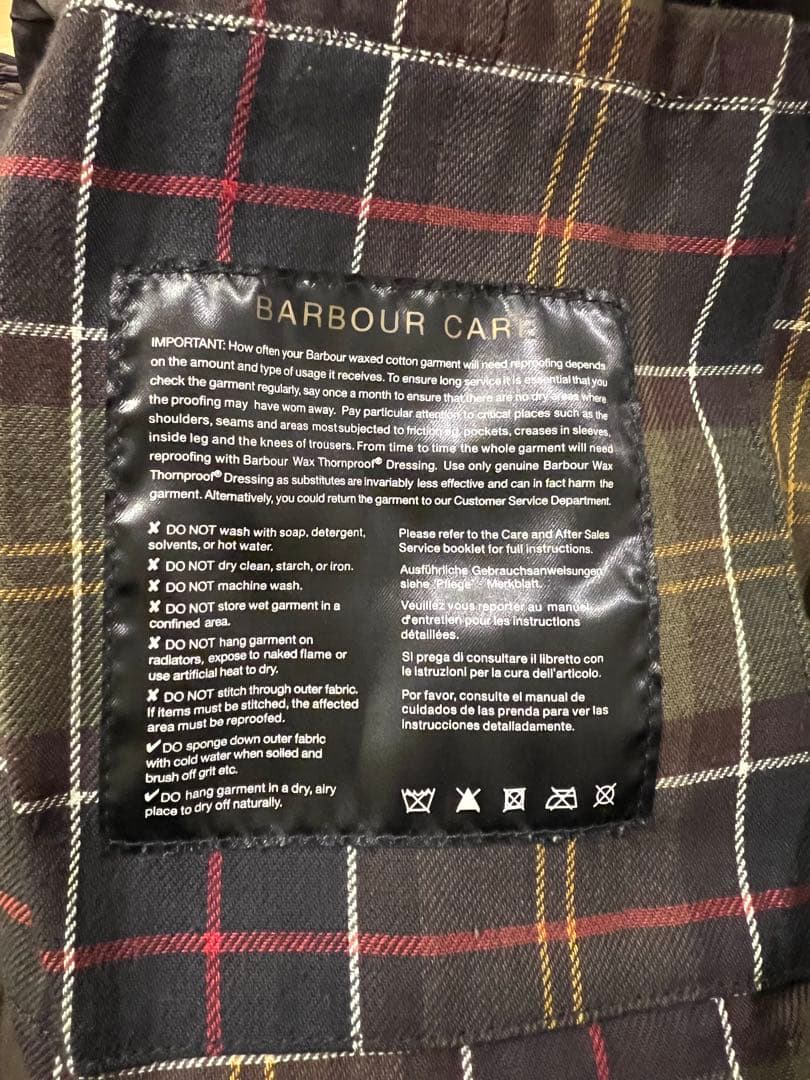 BARBOUR CARE
IMPORTANT: How often your Barbour waxed cotton garment will need reproofing depends
on the amount and type of usage it receives. To ensure long service it is essential that you
check the garment regularly, say once a month to ensure that there are no dry areas where
the proofing may have worn away. Pay particular attention to critical places such as the
shoulders, seams and areas most subjected to friction eg. pockets, creases in sleeves,
inside leg and the knees of trousers. From time to time the whole garment will need
reproofing with Barbour Wax Thornproof® Dressing. Use only genuine Barbour Wax
Thornproof® Dressing as substitutes are invariably less effective and can in fact harm the
garment. Alternatively, you could return the garment to our Customer Service Department.
✘ DO NOT wash with soap, detergent,
solvents, or hot water.
✘ DO NOT dry clean, starch, or iron.
✘ DO NOT machine wash.
✘ DO NOT store wet garment in a
confined area.
✘ DO NOT hang garment on
radiators, expose to naked flame or
use artificial heat to dry.
✘ DO NOT stitch through outer fabric.
If items must be stitched, the affected
area must be reproofed.
✔DO sponge down outer fabric
with cold water when soiled and
brush off grit etc.
✔DO hang garment in a dry, airy
place to dry off naturally.
Please refer to the Care and After Sales
Service booklet for full instructions.
Ausführliche Gebrauchsanweisungen
siehe "Pflege" - Merkblatt.
Veuillez vous reporter au manuel
d'entretien pour les instructions
détaillées.
Si prega di consultare il libretto con
le istruzioni per la cura dell'articolo.
Por favor, consulte el manual de
cuidados de las prenda para ver las
instrucciones detalladamente.